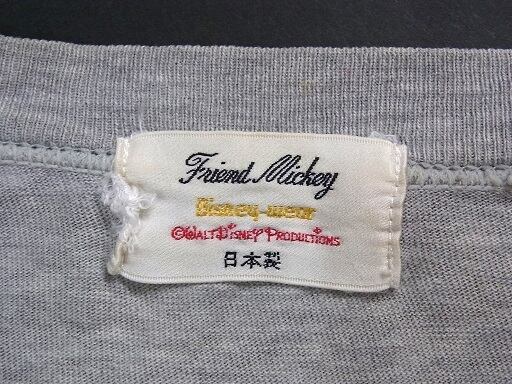 Friend Mickey
Disney-wear
©WALT DISNEY PRODUCTIONS
日本製